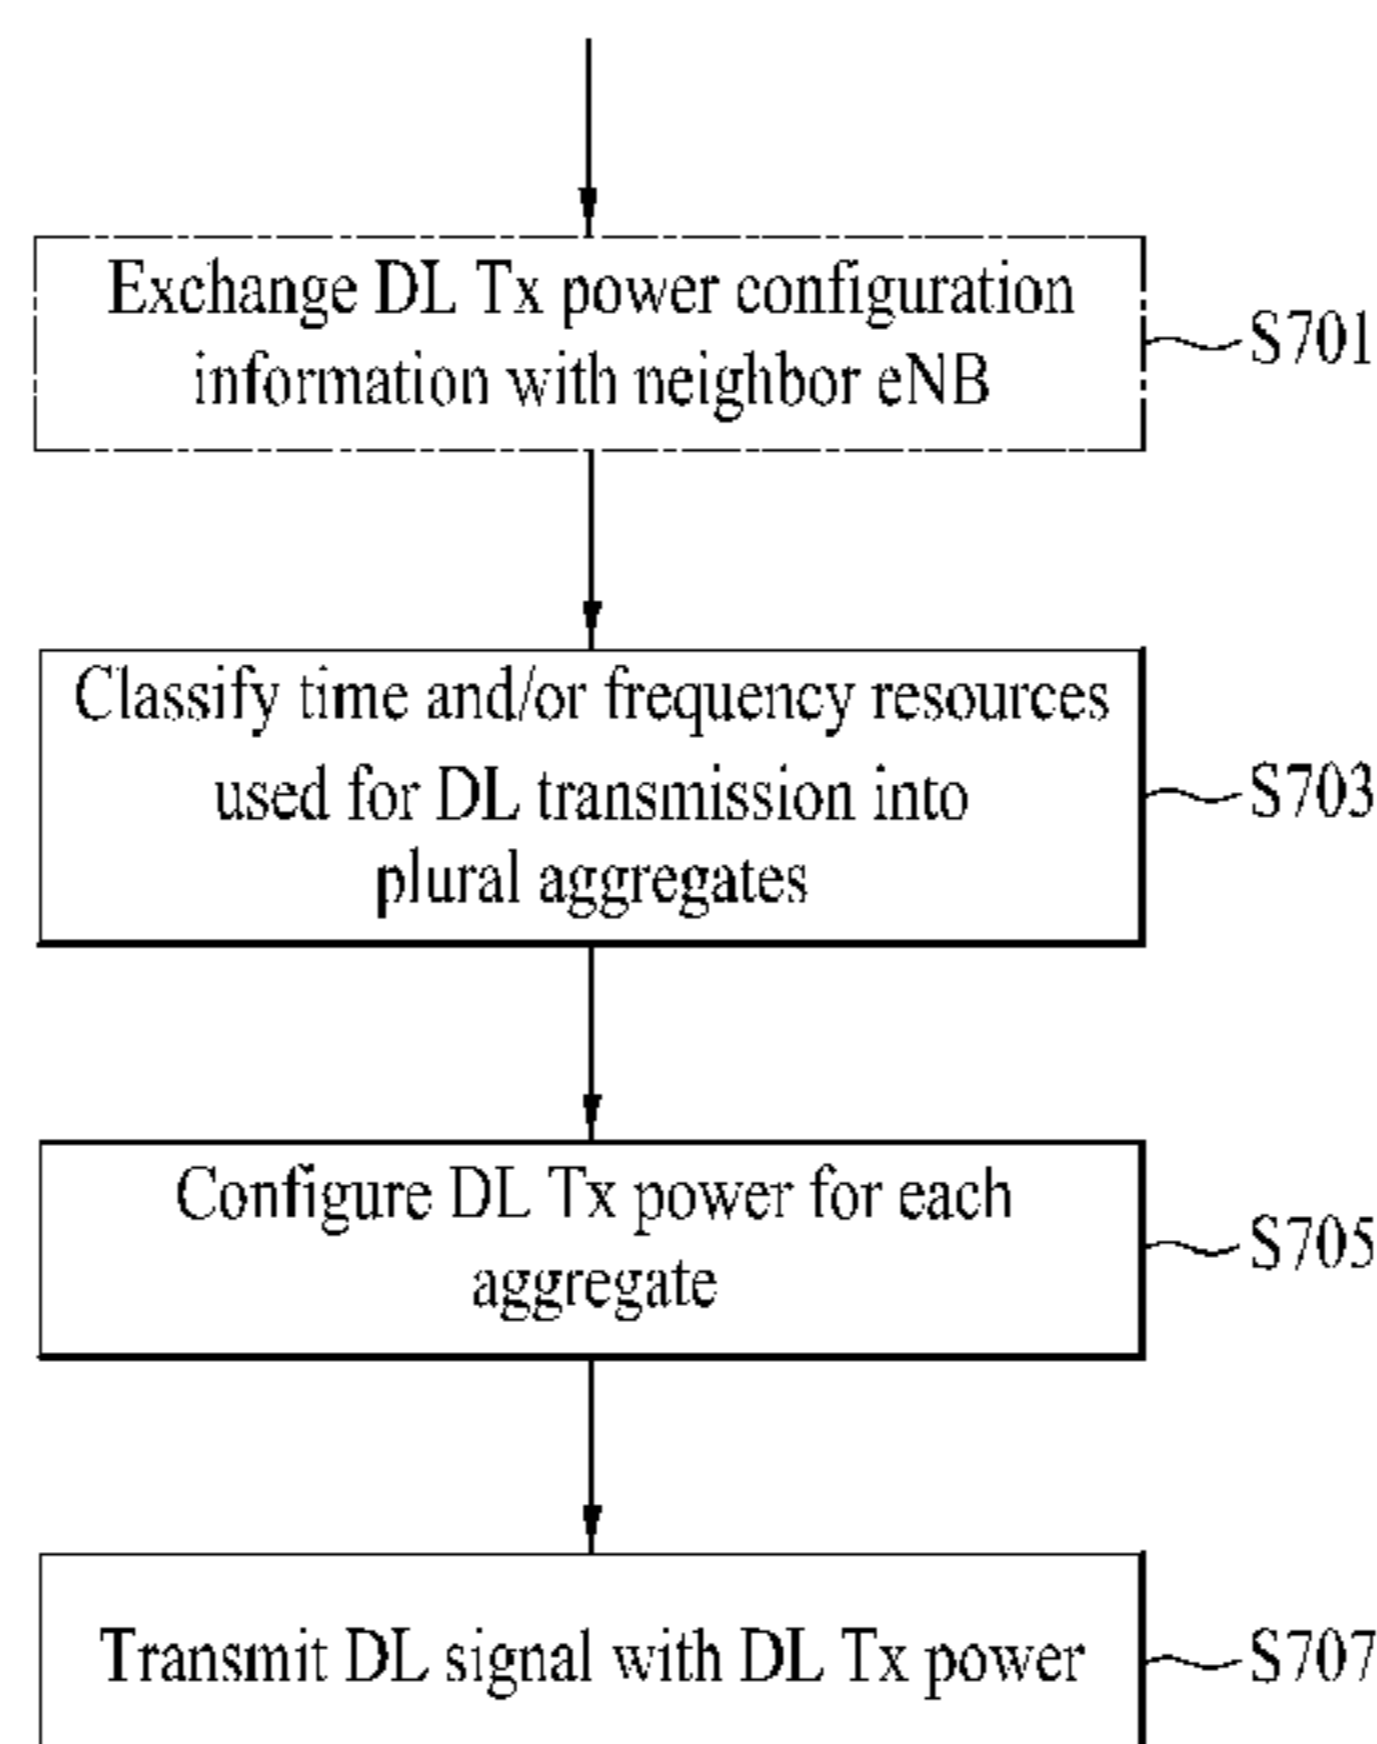 Exchange DL Tx power configuration
information with neighbor eNB
S701
Classify time and/or frequency resources
used for DL transmission into
plural aggregates
S703
Configure DL Tx power for each
aggregate
S705
Transmit DL signal with DL Tx power
S707